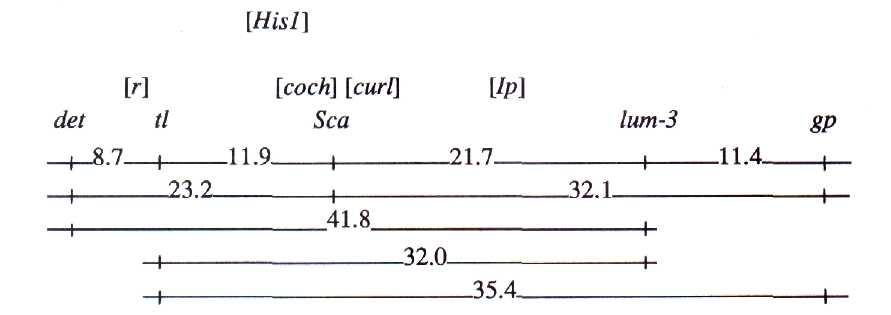 [His1]
[r] [coch] [curl] [Ip]
det tl Sca lum-3 gp
8.7 11.9 21.7 11.4
23.2 32.1
41.8
32.0
35.4